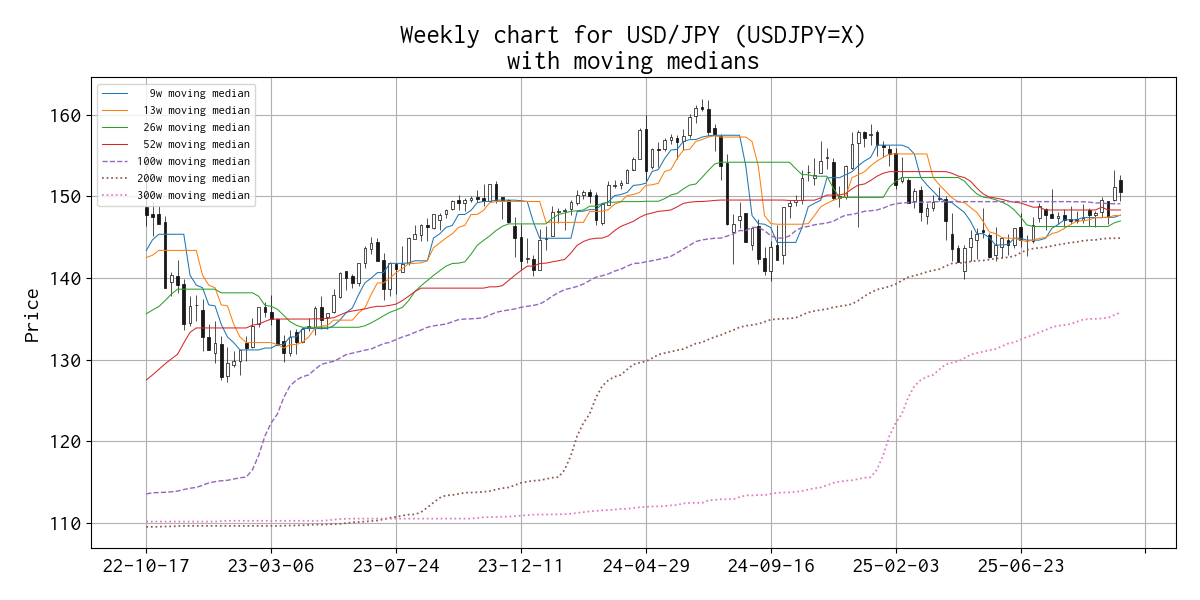 Weekly chart for USD/JPY (USDJPY=X)
with moving medians
9w moving median
13w moving median
26w moving median
52w moving median
100w moving median
200w moving median
300w moving median
Price
160
150
140
130
120
110
22-10-17
23-03-06
23-07-24
23-12-11
24-04-29
24-09-16
25-02-03
25-06-23